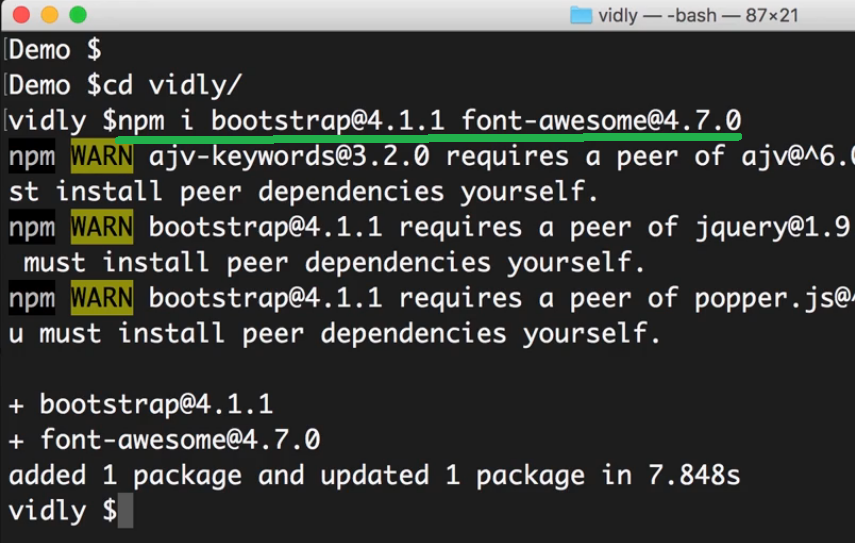 vidly — -bash — 87×21
Demo $
Demo $cd vidly/
vidly $npm i bootstrap@4.1.1 font-awesome@4.7.0
npm WARN ajv-keywords@3.2.0 requires a peer of ajv@^6.0
st install peer dependencies yourself.
npm WARN bootstrap@4.1.1 requires a peer of jquery@1.9
must install peer dependencies yourself.
npm WARN bootstrap@4.1.1 requires a peer of popper.js@^
u must install peer dependencies yourself.
+ bootstrap@4.1.1
+ font-awesome@4.7.0
added 1 package and updated 1 package in 7.848s
vidly $